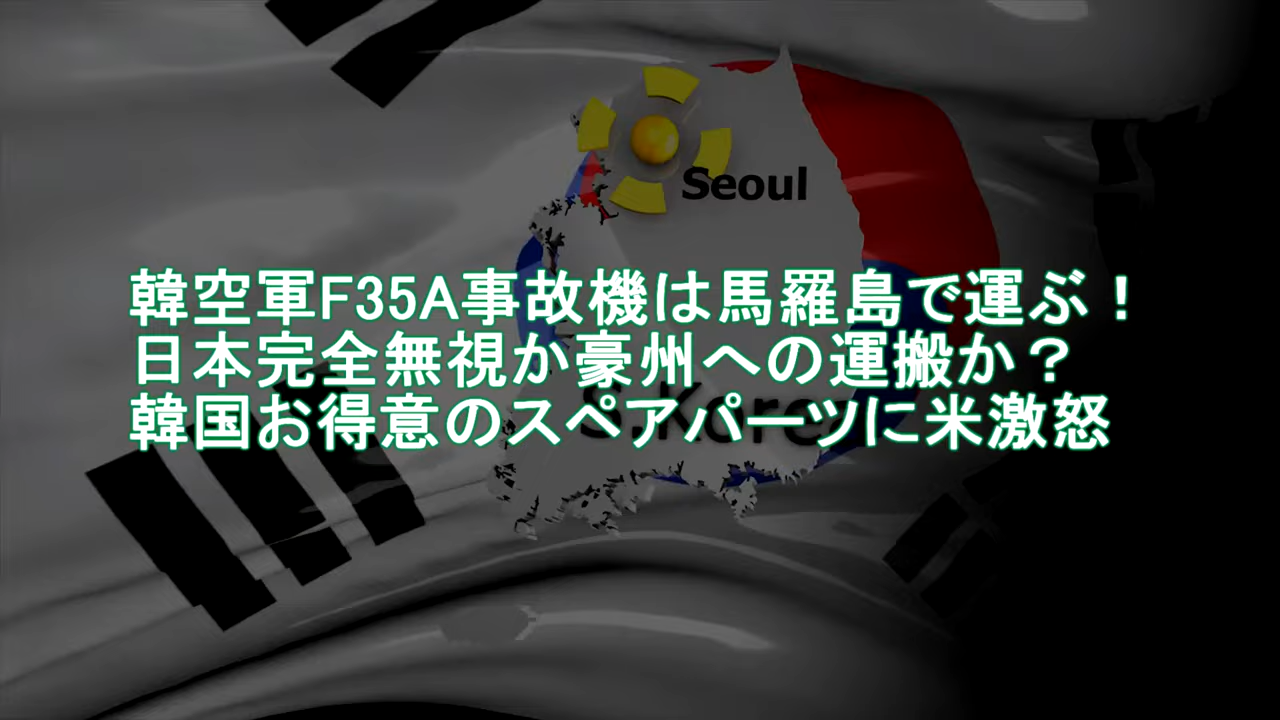 Seoul
韓空軍F35A事故機は馬羅島で運ぶ！
日本完全無視か豪州への運搬か？
韓国お得意のスペアパーツに米激怒
S.Kore